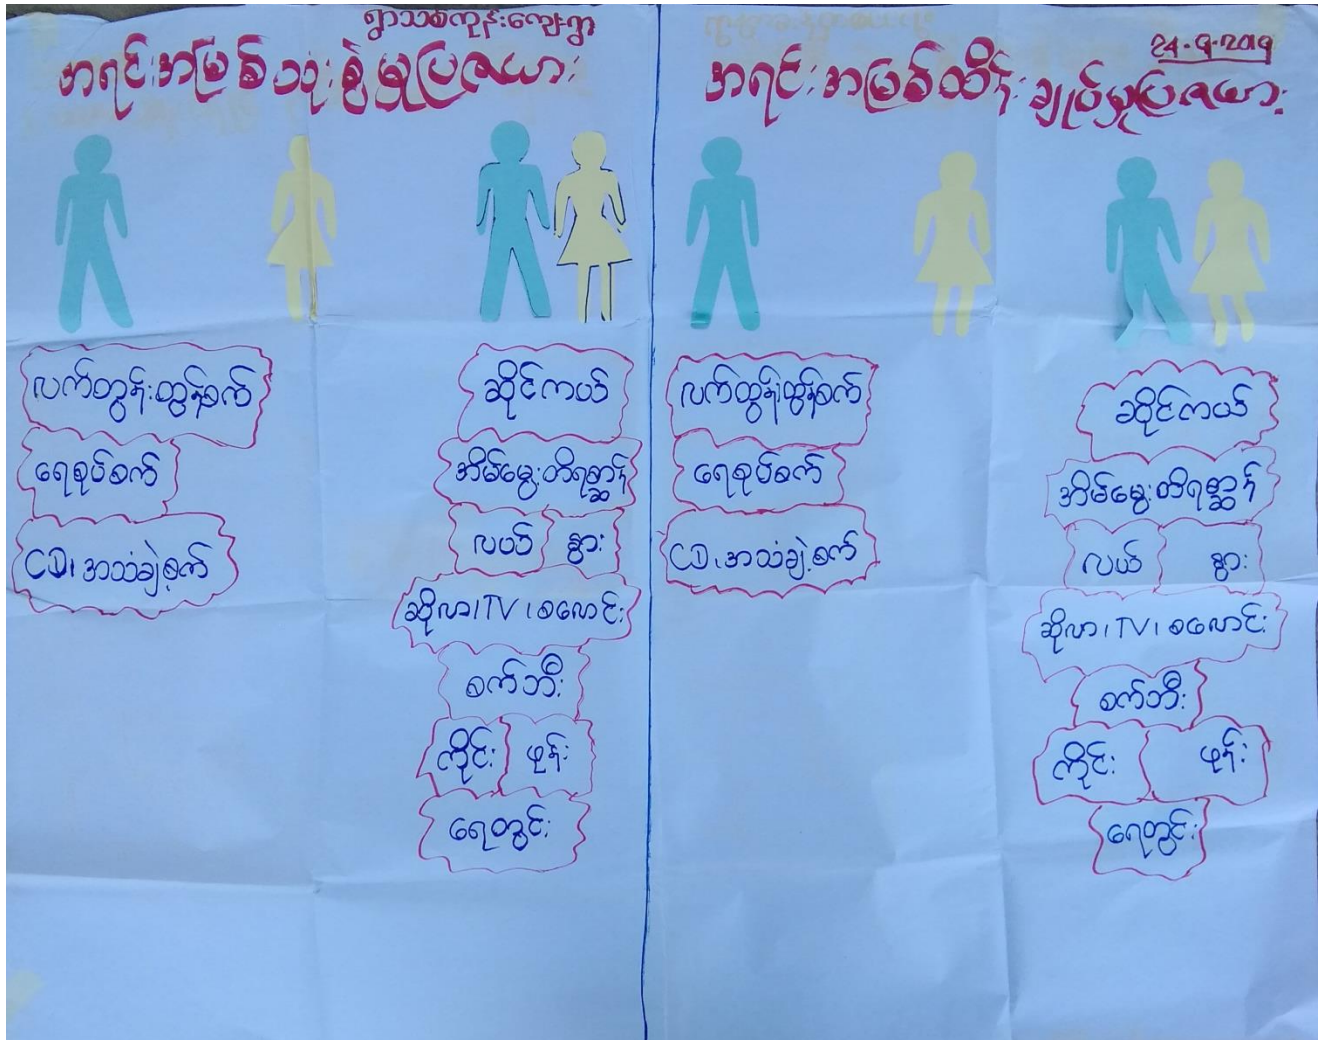 ရွာသစ်ကုန်းကျေးရွာ
အရင်းအမြစ်သုံးစွဲမှုပြဇယား
လက်တွန်းထွန်စက်
ရေစုပ်စက်
CD၊ အသံချဲ့စက်
ဆိုင်ကယ်
အိမ်မွေးတိရစ္ဆာန်
လယ် နွား
ဆိုလာ၊ TV၊ စလောင်း
စက်ဘီး
ကိုင်း ဖုန်း
ရေတွင်း
24.9.2019
အရင်းအမြစ်ထိန်းချုပ်မှုပြဇယား
လက်တွန်းထွန်စက်
ရေစုပ်စက်
CD၊ အသံချဲ့စက်
ဆိုင်ကယ်
အိမ်မွေးတိရစ္ဆာန်
လယ် နွား
ဆိုလာ၊ TV၊ စလောင်း
စက်ဘီး
ကိုင်း ဖုန်း
ရေတွင်း